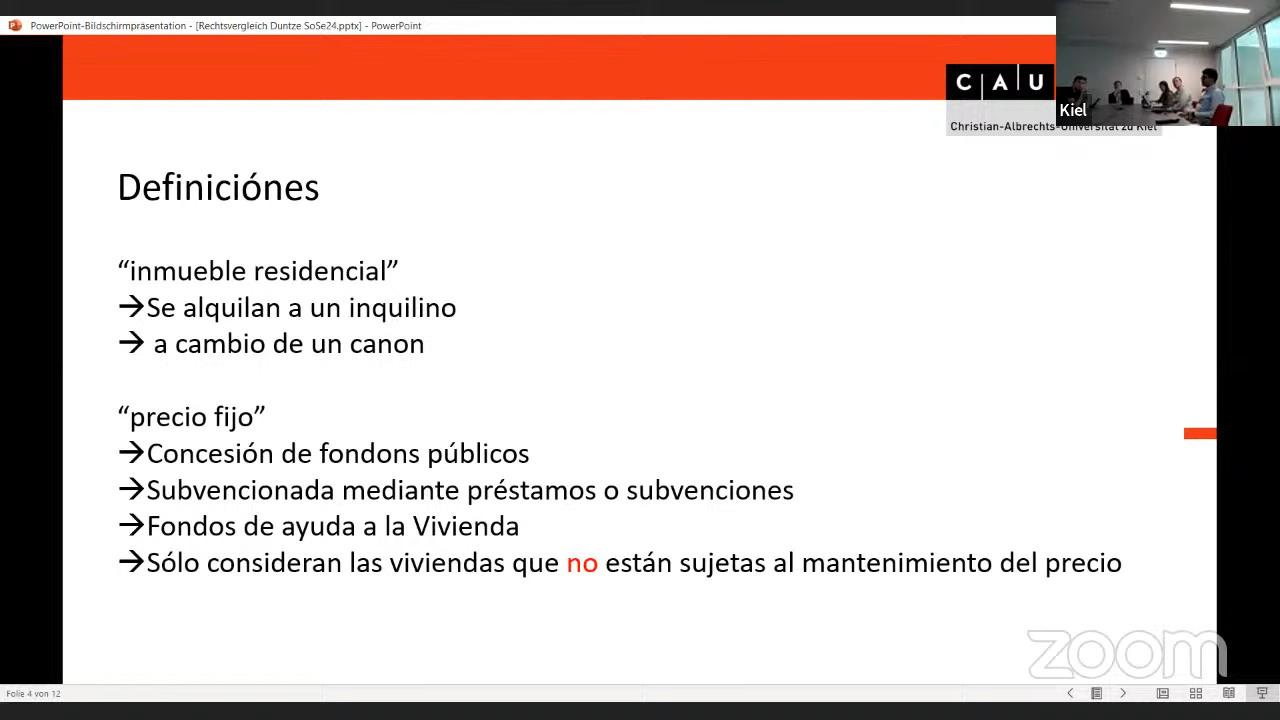 PowerPoint-Bildschirmpräsentation - [Rechtsvergleich Duntze SoSe24.pptx] - PowerPoint
C A U
Christian-Albrechts-Universität zu Kiel
Kiel
Definiciónes
“inmueble residencial”
→Se alquilan a un inquilino
→ a cambio de un canon
“precio fijo”
→Concesión de fondons públicos
→Subvencionada mediante préstamos o subvenciones
→Fondos de ayuda a la Vivienda
→Sólo consideran las viviendas que no están sujetas al mantenimiento del precio
zoom
Folie 4 von 12